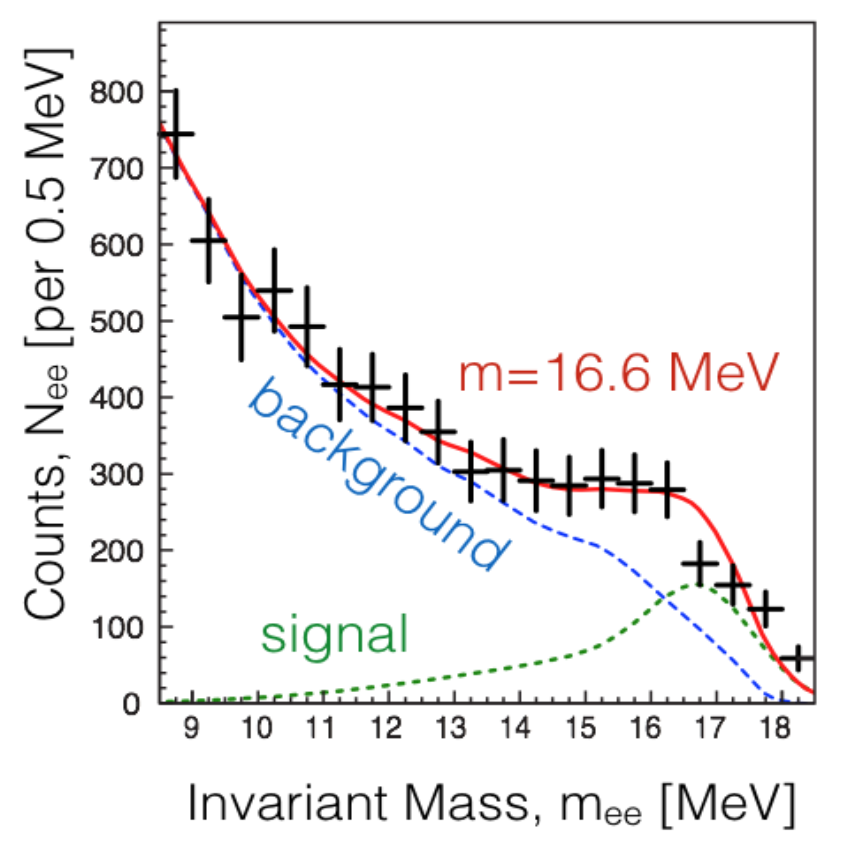 Counts, Nee [per 0.5 MeV]
800
700
600
500
400
300
200
100
0
m=16.6 MeV
background
signal
9 10 11 12 13 14 15 16 17 18
Invariant Mass, mee [MeV]